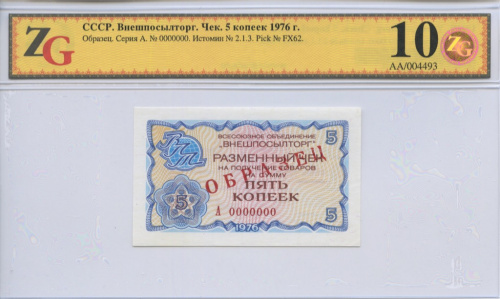 ZG
СССР. Внешпосылторг. Чек. 5 копеек 1976 г.
Образец. Серия А. № 0000000. Истомин № 2.1.3. Pick № FX62.
10
ZG
AA/004493
ВСЕСОЮЗНОЕ ОБЪЕДИНЕНИЕ
"ВНЕШПОСЫЛТОРГ"
5
РАЗМЕННЫЙ ЧЕК
НА ПОЛУЧЕНИЕ ТОВАРОВ
НА СУММУ
ОБРАЗЕЦ
ПЯТЬ
КОПЕЕК
5
5
А 0000000
1976